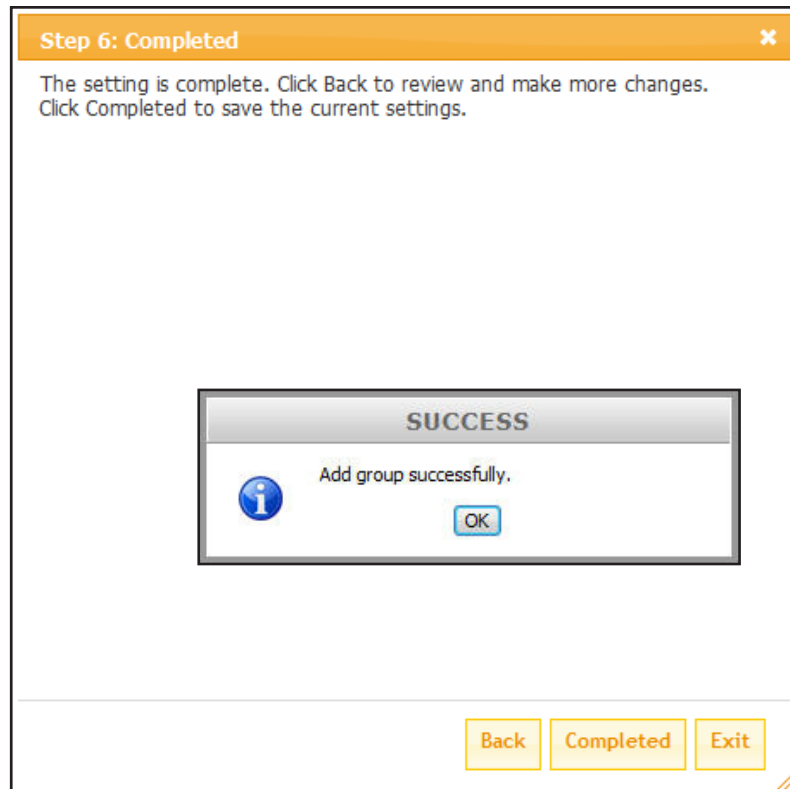 Step 6: Completed
The setting is complete. Click Back to review and make more changes.
Click Completed to save the current settings.
SUCCESS
Add group successfully.
OK
Back Completed Exit